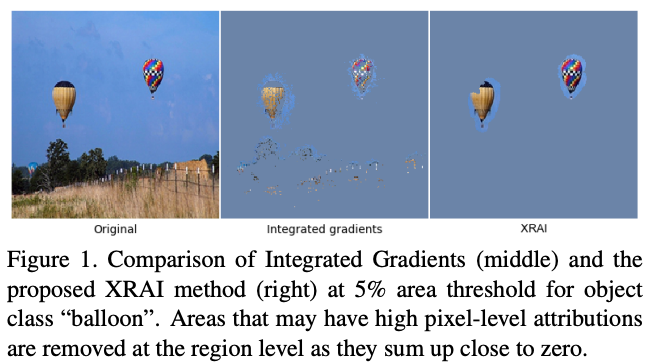 Original
Integrated gradients
XRAI
Figure 1. Comparison of Integrated Gradients (middle) and the
proposed XRAI method (right) at 5% area threshold for object
class “balloon”. Areas that may have high pixel-level attributions
are removed at the region level as they sum up close to zero.